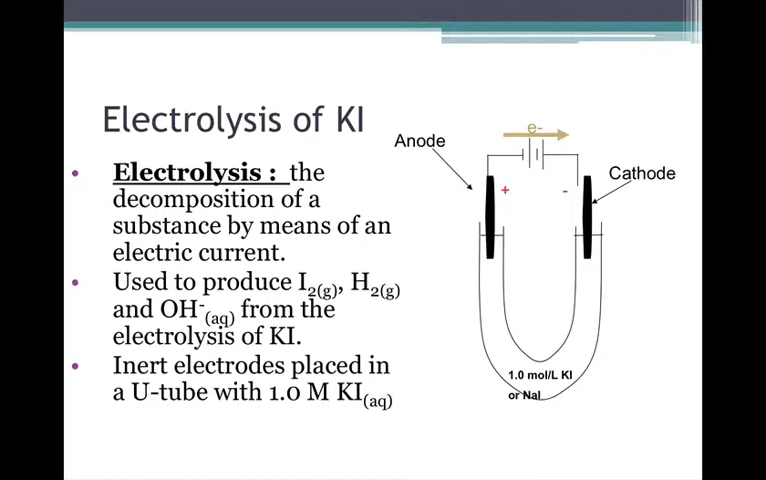 Electrolysis of KI
• Electrolysis : the
decomposition of a
substance by means of an
electric current.
• Used to produce I2(g), H2(g)
and OH-(aq) from the
electrolysis of KI.
• Inert electrodes placed in
a U-tube with 1.0 M KI(aq)
e-
Anode
Cathode
+
-
1.0 mol/L KI
or NaI